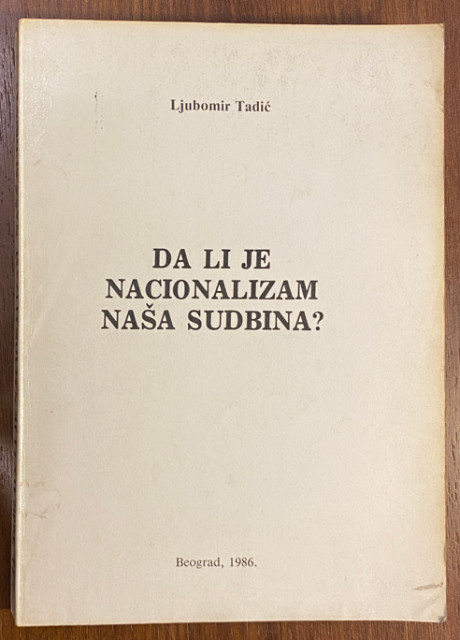 Ljubomir Tadić
DA LI JE
NACIONALIZAM
NAŠA SUDBINA?
Beograd, 1986.